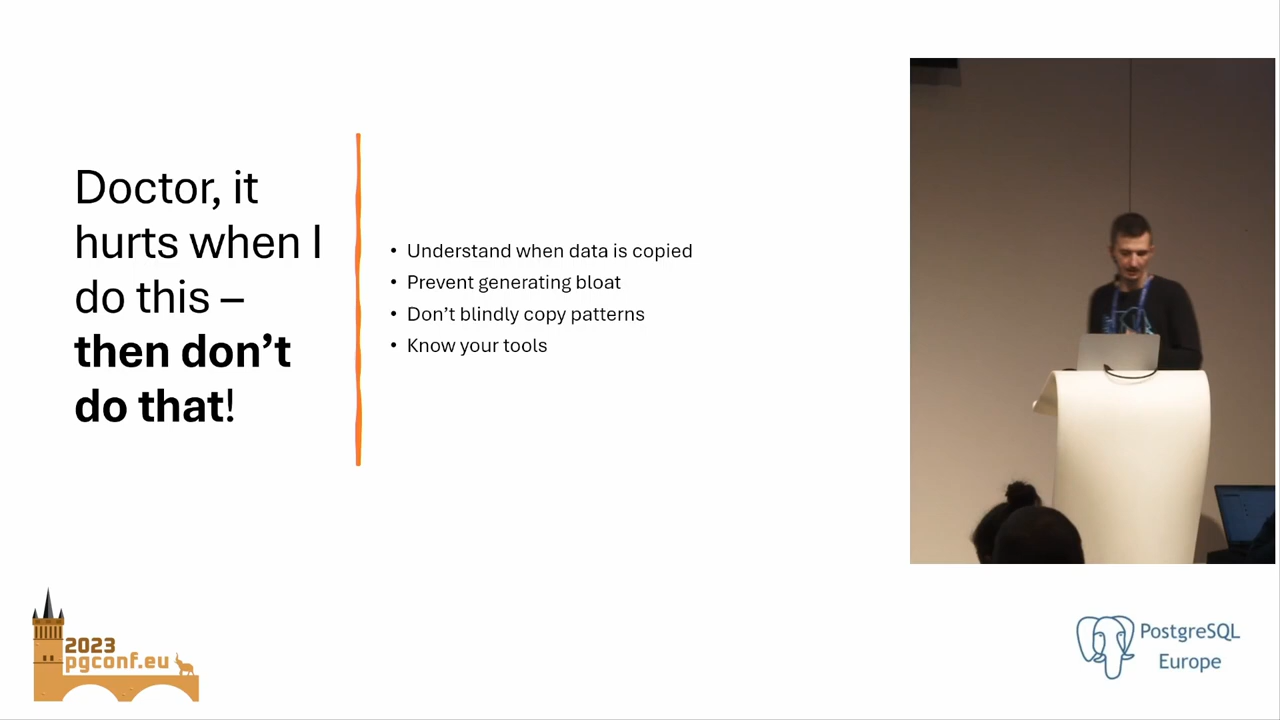 Doctor, it
hurts when I
do this –
then don't
do that!
• Understand when data is copied
• Prevent generating bloat
• Don't blindly copy patterns
• Know your tools
2023
pgconf.eu
PostgreSQL
Europe